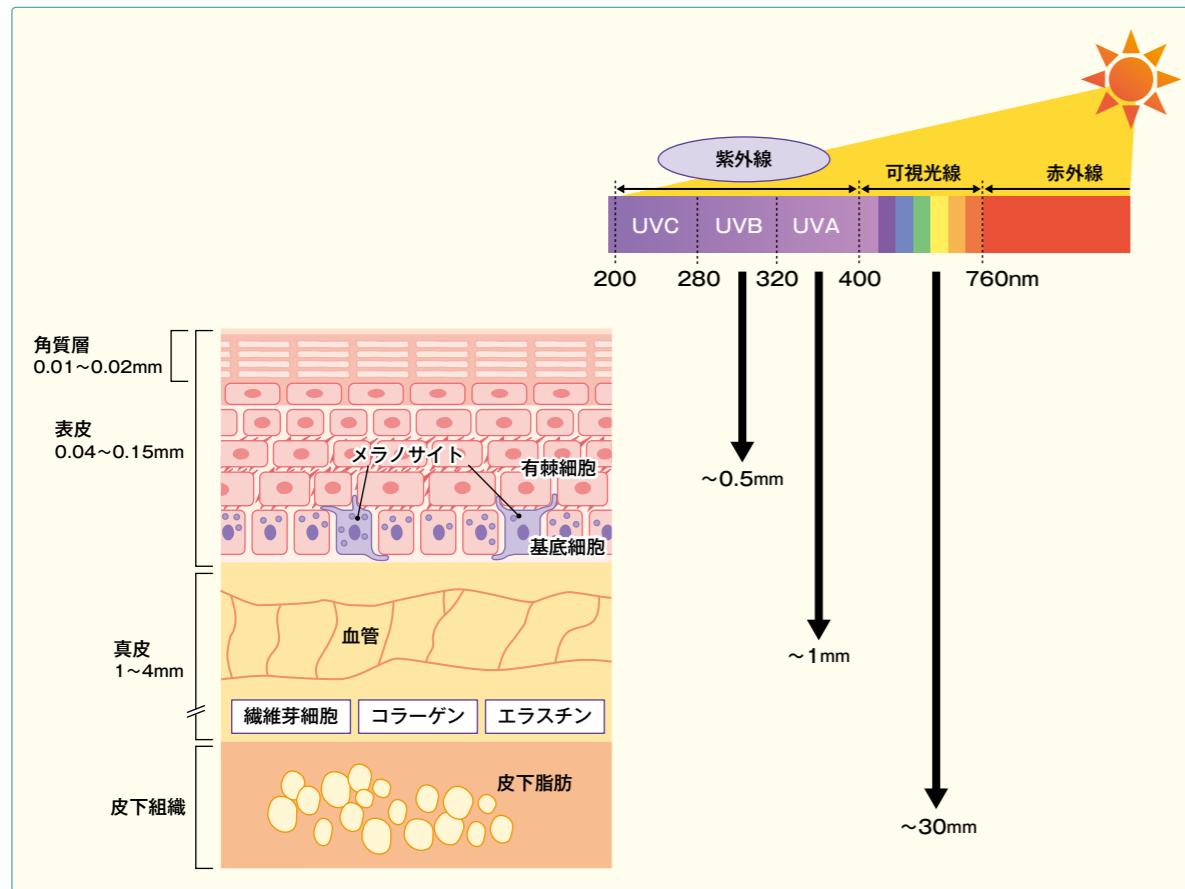 紫外線
可視光線
赤外線
UVC
UVB
UVA
200
280
320
400
760nm
角質層
0.01～0.02mm
表皮
0.04～0.15mm
メラノサイト
有棘細胞
基底細胞
～0.5mm
真皮
1～4mm
血管
～1mm
繊維芽細胞
コラーゲン
エラスチン
皮下組織
皮下脂肪
～30mm